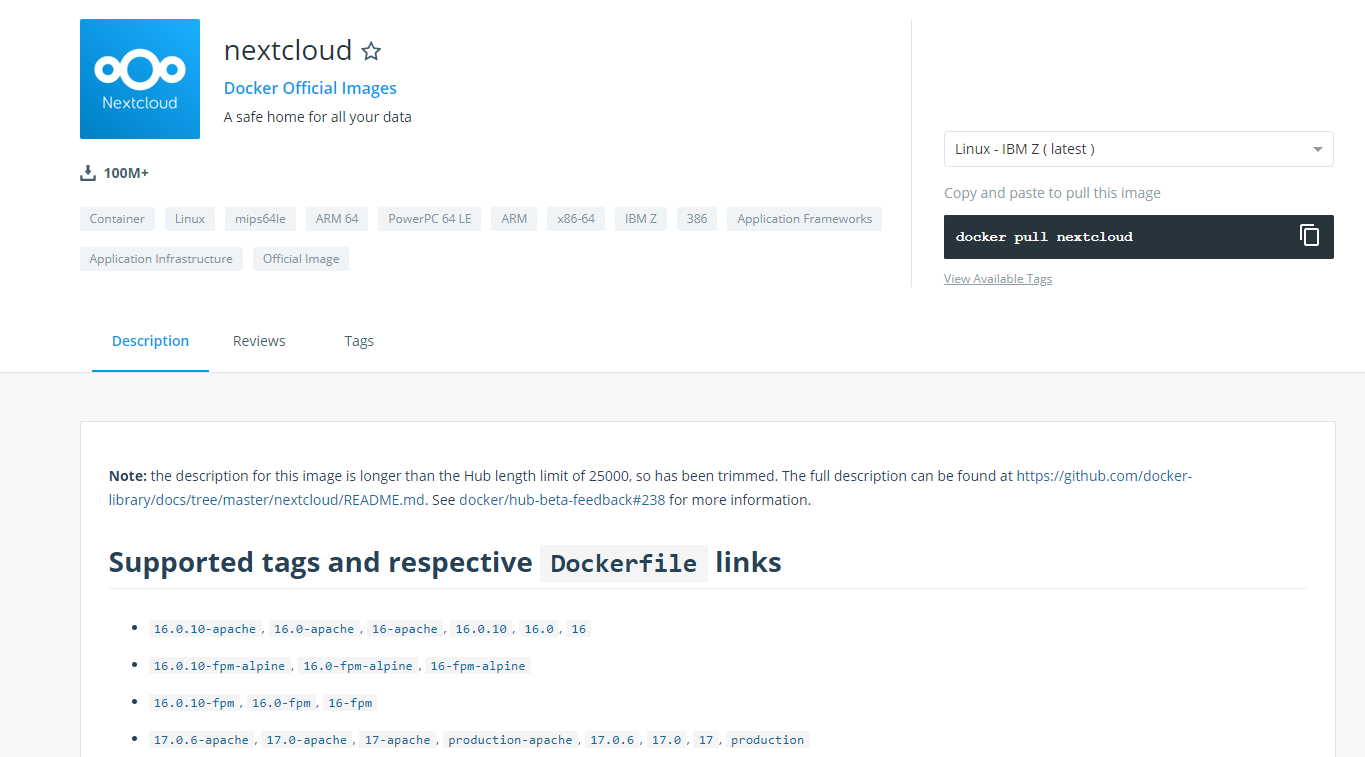 Nextcloud
nextcloud
Docker Official Images
A safe home for all your data
100M+
Container Linux mips64le ARM 64 PowerPC 64 LE ARM x86-64 IBM Z 386 Application Frameworks
Application Infrastructure Official Image
Linux - IBM Z ( latest )
Copy and paste to pull this image
docker pull nextcloud
View Available Tags
Description Reviews Tags
Note: the description for this image is longer than the Hub length limit of 25000, so has been trimmed. The full description can be found at https://github.com/docker-
library/docs/tree/master/nextcloud/README.md. See docker/hub-beta-feedback#238 for more information.
Supported tags and respective Dockerfile links
• 16.0.10-apache, 16.0-apache, 16-apache, 16.0.10, 16.0, 16
• 16.0.10-fpm-alpine, 16.0-fpm-alpine, 16-fpm-alpine
• 16.0.10-fpm, 16.0-fpm, 16-fpm
• 17.0.6-apache, 17.0-apache, 17-apache, production-apache, 17.0.6, 17.0, 17, production